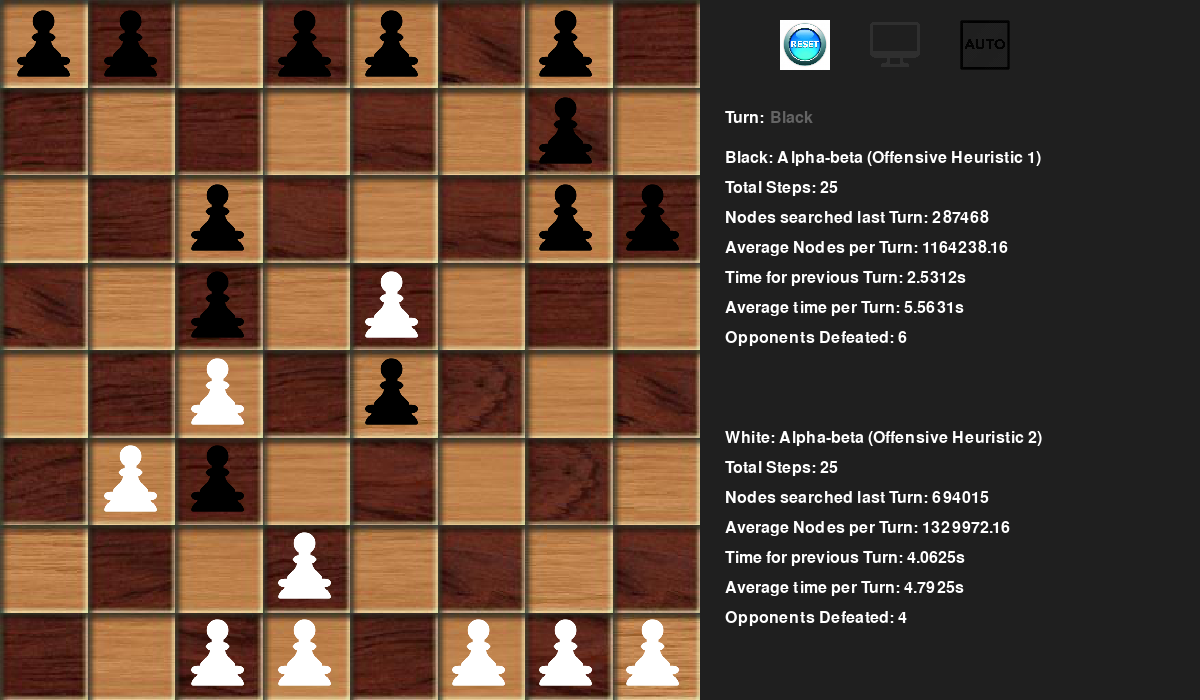 RESET
AUTO
Turn: Black
Black: Alpha-beta (Offensive Heuristic 1)
Total Steps: 25
Nodes searched last Turn: 287468
Average Nodes per Turn: 1164238.16
Time for previous Turn: 2.5312s
Average time per Turn: 5.5631s
Opponents Defeated: 6
White: Alpha-beta (Offensive Heuristic 2)
Total Steps: 25
Nodes searched last Turn: 694015
Average Nodes per Turn: 1329972.16
Time for previous Turn: 4.0625s
Average time per Turn: 4.7925s
Opponents Defeated: 4